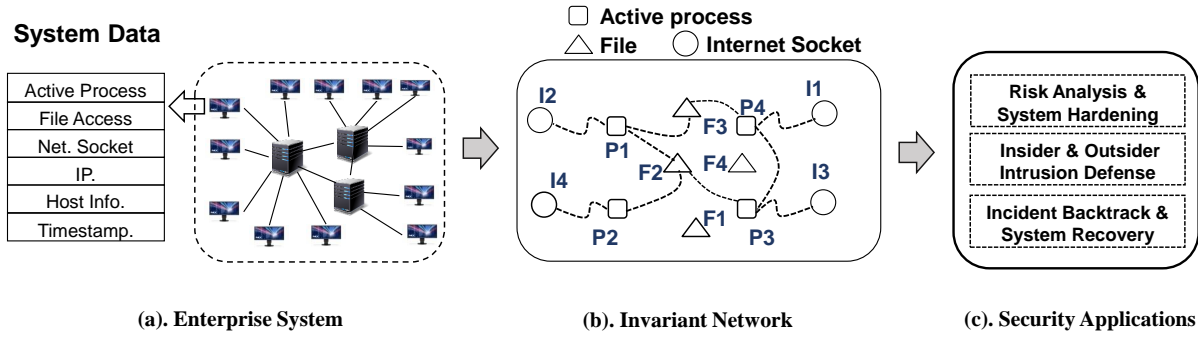 System Data
Active Process
File Access
Net. Socket
IP.
Host Info.
Timestamp.
(a). Enterprise System
Active process
File
Internet Socket
I2
P1
F3
P4
I1
F2
F4
I4
P2
F1
P3
I3
(b). Invariant Network
Risk Analysis &
System Hardening
Insider & Outsider
Intrusion Defense
Incident Backtrack &
System Recovery
(c). Security Applications